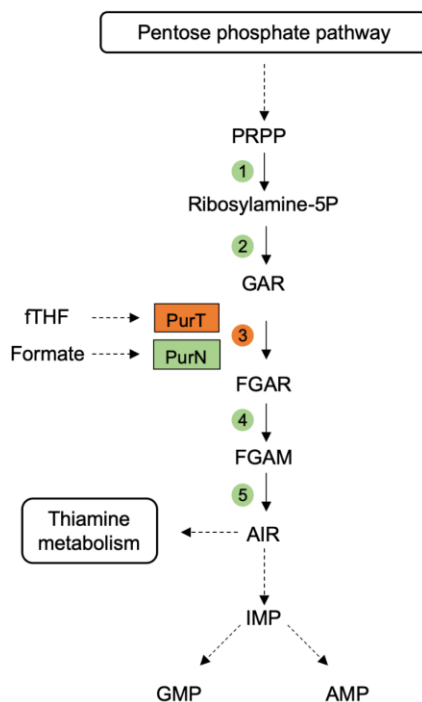 Pentose phosphate pathway
PRPP
1
Ribosylamine-5P
2
GAR
fTHF
PurT
3
Formate
PurN
FGAR
4
FGAM
5
Thiamine
metabolism
AIR
IMP
GMP
AMP